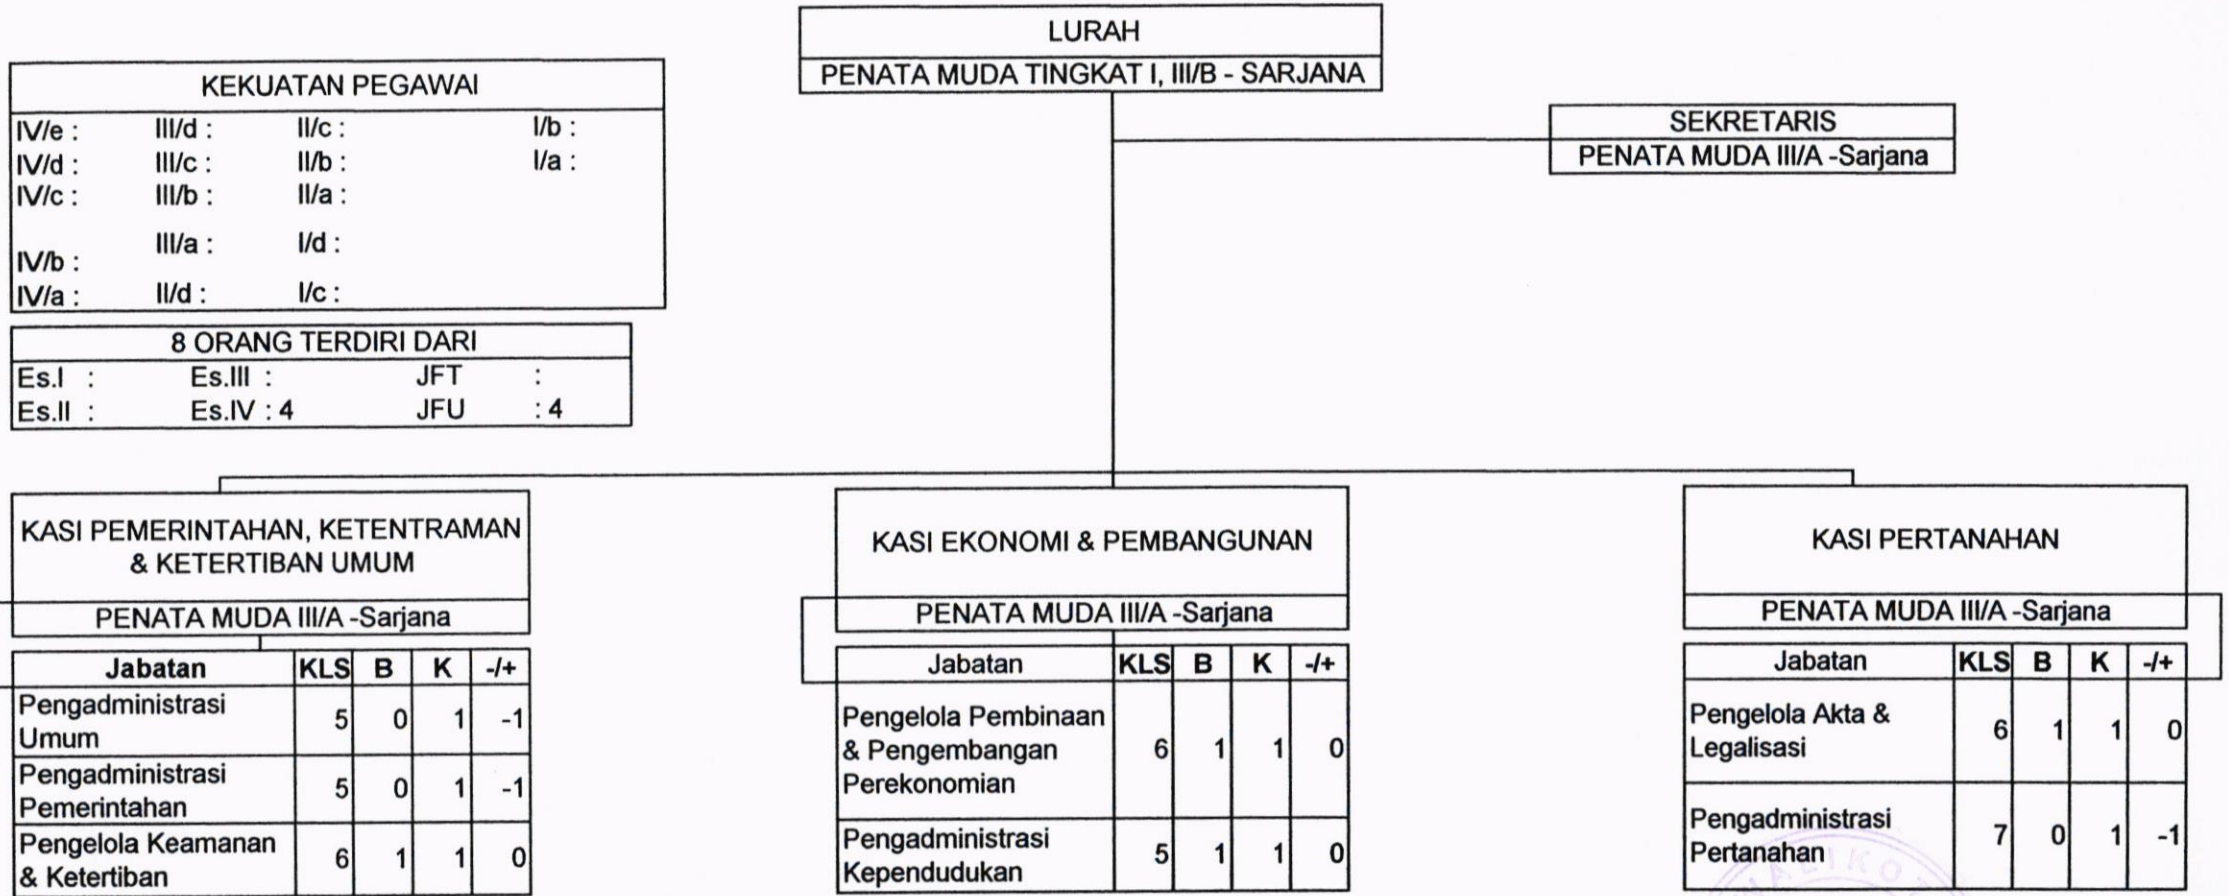 LURAH
PENATA MUDA TINGKAT I, III/B - SARJANA
SEKRETARIS
PENATA MUDA III/A -Sarjana
KEKUATAN PEGAWAI
IV/e : III/d : II/c : I/b :
IV/d : III/c : II/b : I/a :
IV/c : III/b : II/a :
III/a : I/d :
IV/b :
IV/a : II/d : I/c :
8 ORANG TERDIRI DARI
Es.I : Es.III : JFT :
Es.II : Es.IV : 4 JFU : 4
KASI PEMERINTAHAN, KETENTRAMAN
& KETERTIBAN UMUM
PENATA MUDA III/A -Sarjana
Jabatan KLS B K -/+
Pengadministrasi
Umum 5 0 1 -1
Pengadministrasi
Pemerintahan 5 0 1 -1
Pengelola Keamanan
& Ketertiban 6 1 1 0
KASI EKONOMI & PEMBANGUNAN
PENATA MUDA III/A -Sarjana
Jabatan KLS B K -/+
Pengelola Pembinaan
& Pengembangan 6 1 1 0
Perekonomian
Pengadministrasi
Kependudukan 5 1 1 0
KASI PERTANAHAN
PENATA MUDA III/A -Sarjana
Jabatan KLS B K -/+
Pengelola Akta &
Legalisasi 6 1 1 0
Pengadministrasi
Pertanahan 7 0 1 -1